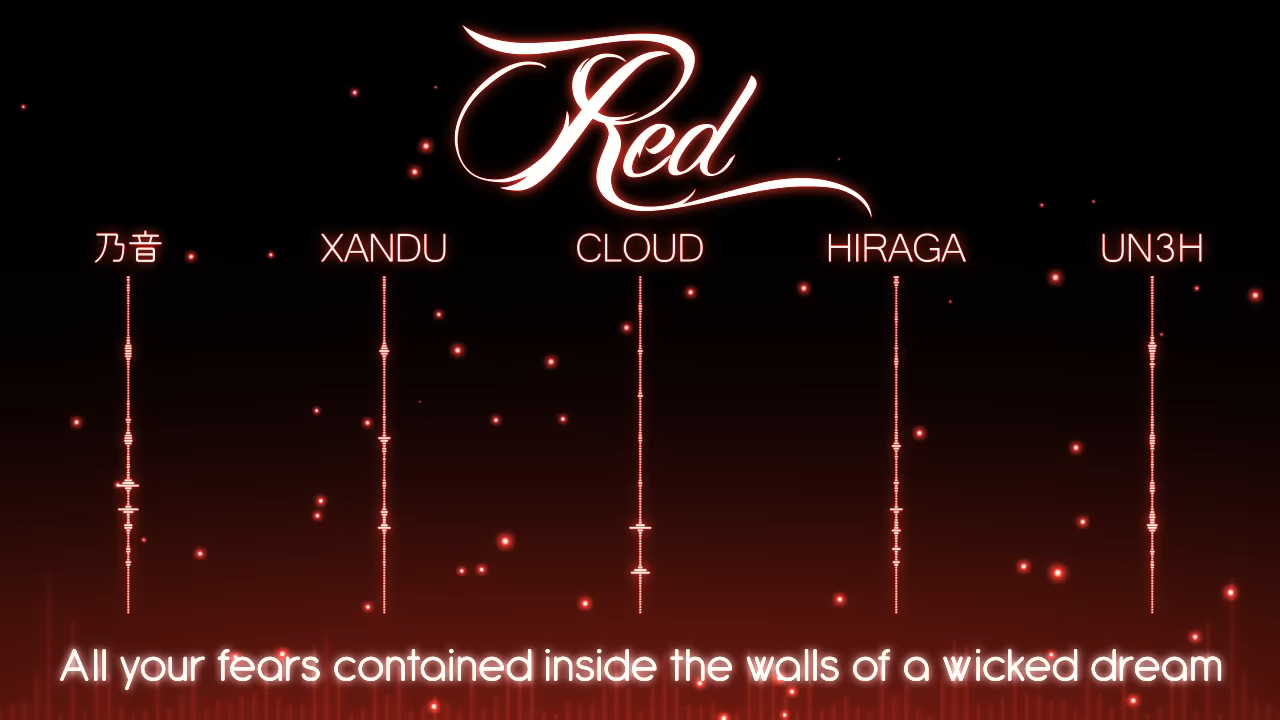 Red
乃音 XANDU CLOUD HIRAGA UN3H
All your fears contained inside the walls of a wicked dream